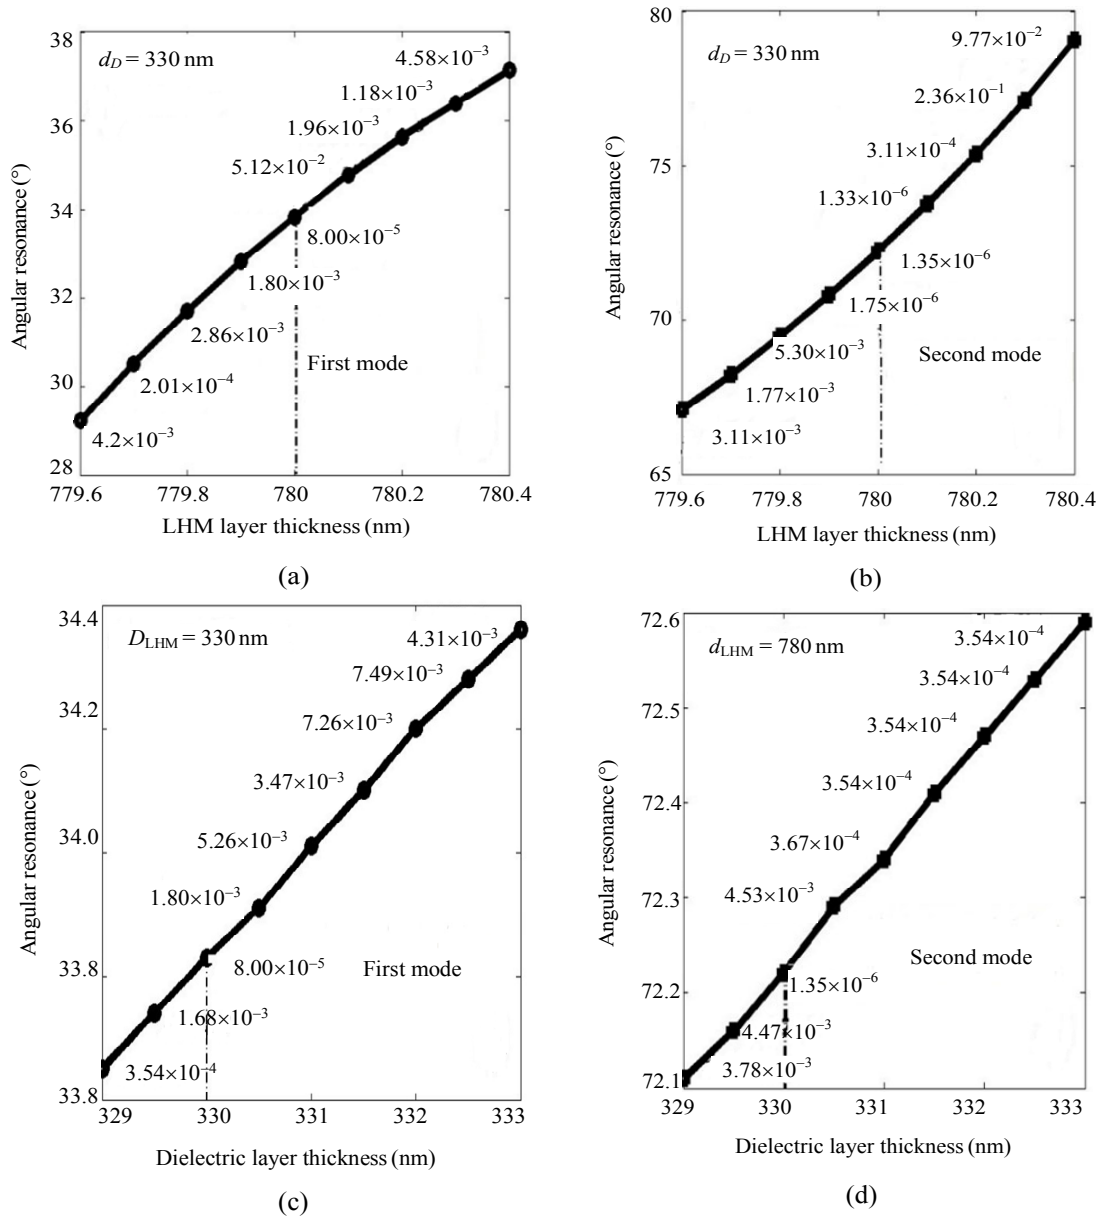 38
36
34
32
30
28
Angular resonance (°)
d_D = 330 nm
4.58×10⁻³
1.18×10⁻³
1.96×10⁻³
5.12×10⁻²
8.00×10⁻⁵
1.80×10⁻³
2.86×10⁻³
2.01×10⁻⁴
4.2×10⁻³
First mode
779.6 779.8 780 780.2 780.4
LHM layer thickness (nm)
(a)
80
75
70
65
Angular resonance (°)
d_D = 330 nm
9.77×10⁻²
2.36×10⁻¹
3.11×10⁻⁴
1.33×10⁻⁶
1.35×10⁻⁶
1.75×10⁻⁶
5.30×10⁻³
1.77×10⁻³
3.11×10⁻³
Second mode
779.6 779.8 780 780.2 780.4
LHM layer thickness (nm)
(b)
34.4
34.2
34.0
33.8
33.8
Angular resonance (°)
D_LHM = 330 nm
4.31×10⁻³
7.49×10⁻³
7.26×10⁻³
3.47×10⁻³
5.26×10⁻³
1.80×10⁻³
8.00×10⁻⁵
1.68×10⁻³
3.54×10⁻⁴
First mode
329 330 331 332 333
Dielectric layer thickness (nm)
(c)
72.6
72.5
72.4
72.3
72.2
72.1
Angular resonance (°)
d_LHM = 780 nm
3.54×10⁻⁴
3.54×10⁻⁴
3.54×10⁻⁴
3.54×10⁻⁴
3.67×10⁻⁴
4.53×10⁻³
1.35×10⁻⁶
4.47×10⁻³
3.78×10⁻³
Second mode
329 330 331 332 333
Dielectric layer thickness (nm)
(d)